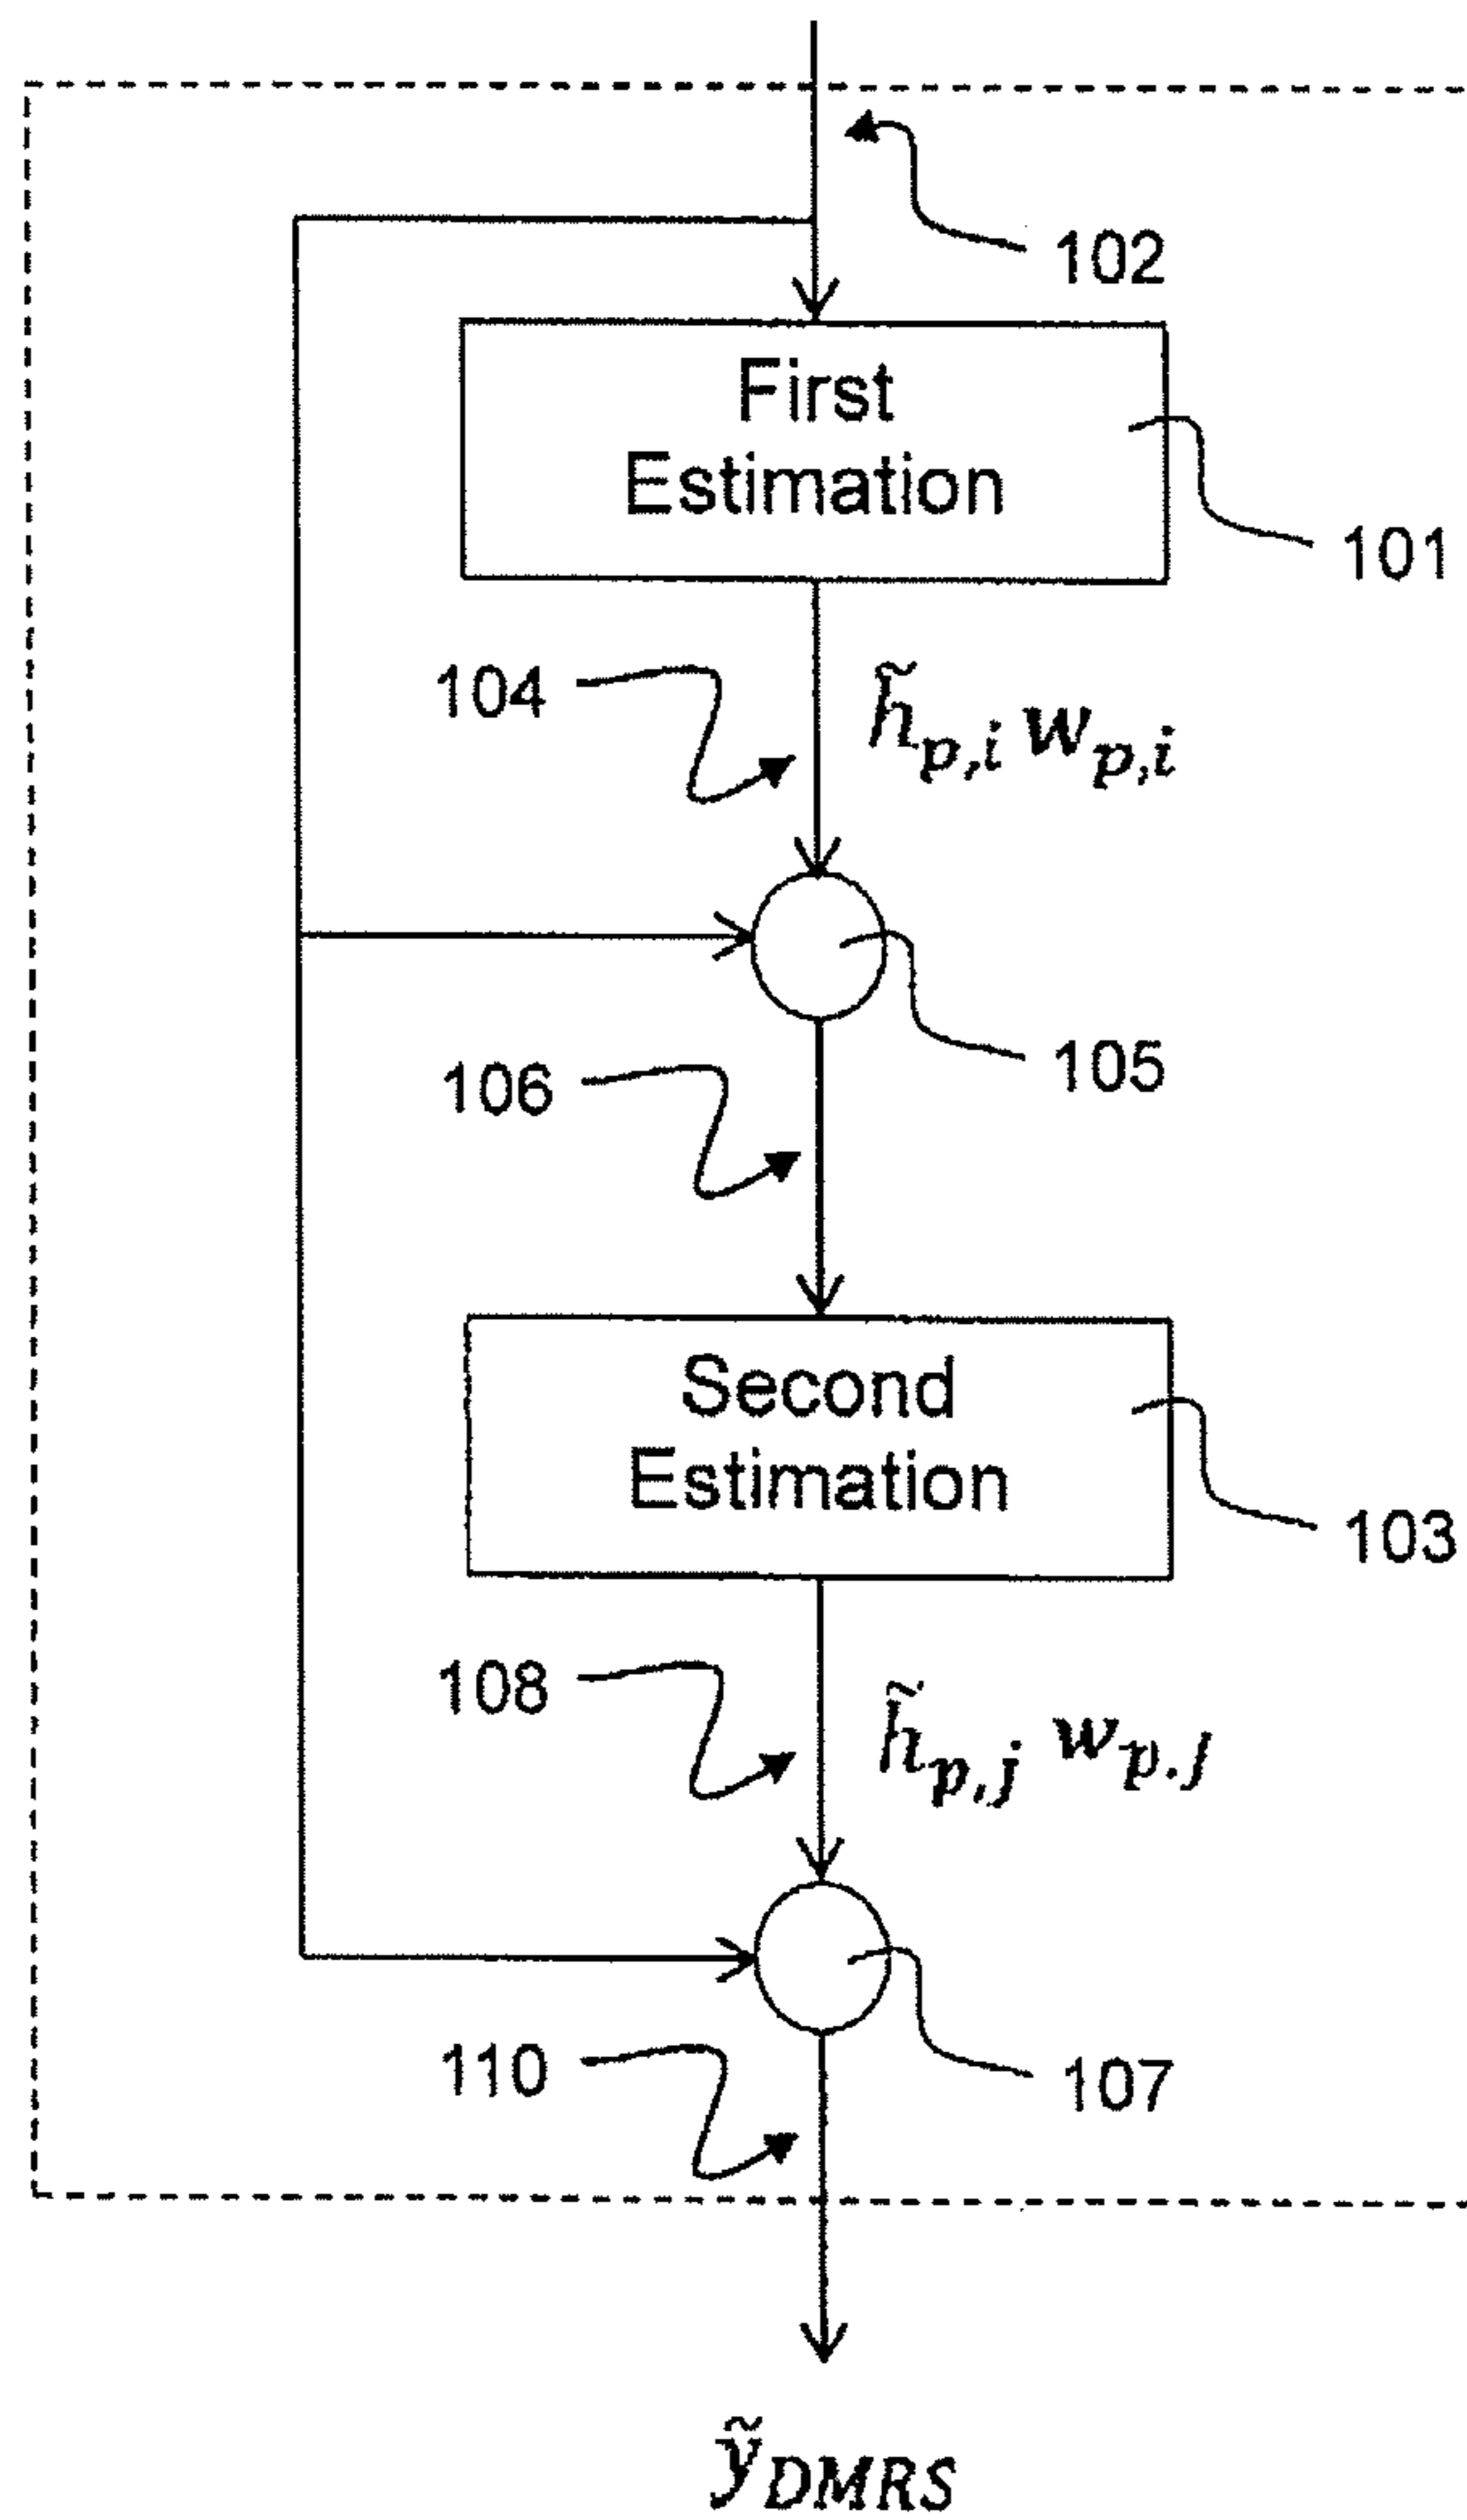 102
First
Estimation
101
104
h̃p,i wp,i
105
106
Second
Estimation
103
108
h̃p,j wp.j
107
110
ỹDMRS